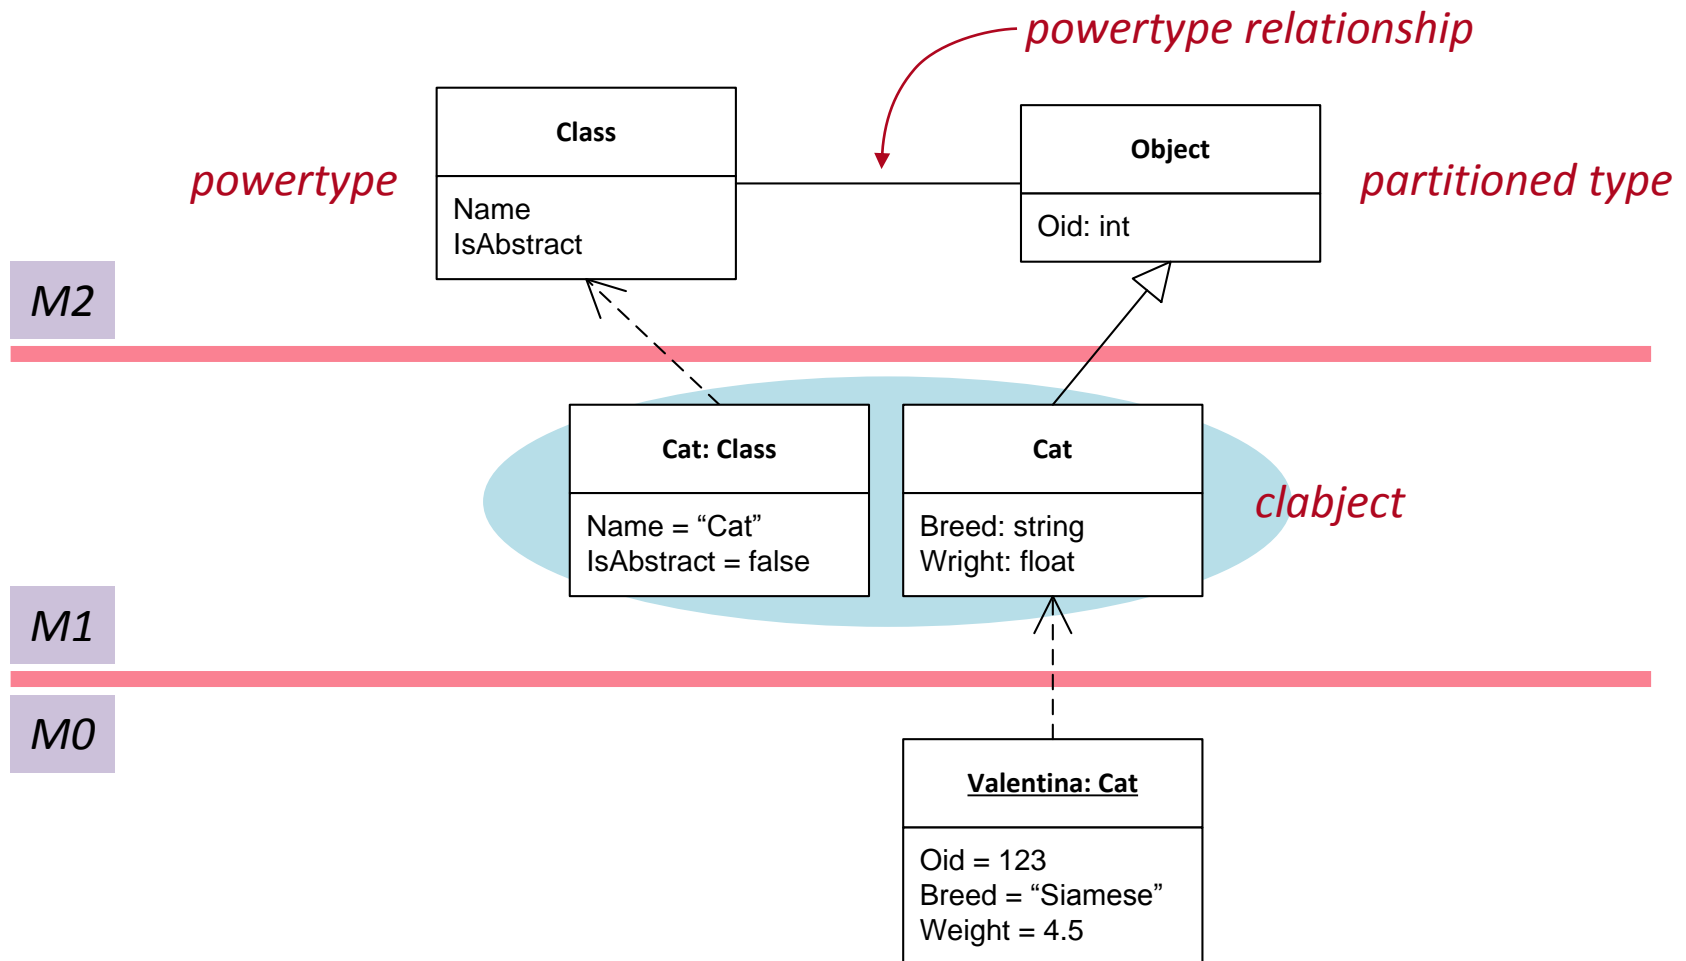 powertype relationship
Class
Name
IsAbstract
Object
Oid: int
powertype
partitioned type
M2
Cat: Class
Name = “Cat”
IsAbstract = false
Cat
Breed: string
Wright: float
clabject
M1
M0
Valentina: Cat
Oid = 123
Breed = “Siamese”
Weight = 4.5